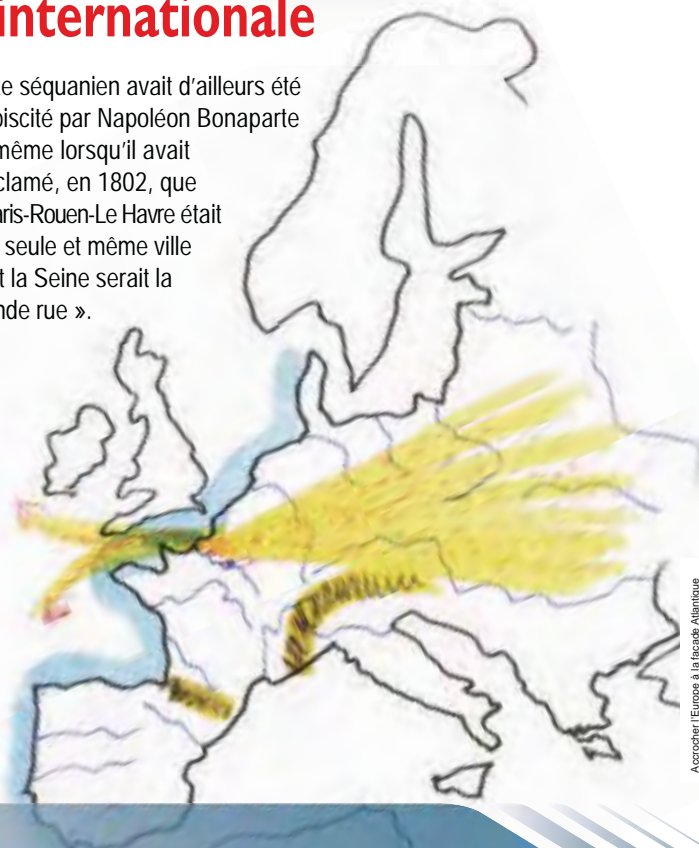 internationale
e séquanien avait d'ailleurs été
biscité par Napoléon Bonaparte
même lorsqu'il avait
clamé, en 1802, que
aris-Rouen-Le Havre était
seule et même ville
t la Seine serait la
nde rue ».
Accrocher l'Europe à la façade Atlantique